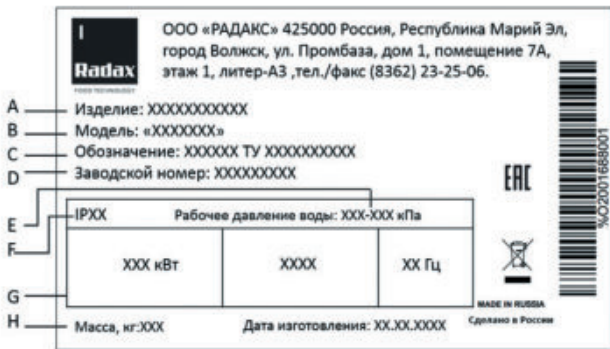 I
Radax
FOOD TECHNOLOGY
ООО «РАДАКС» 425000 Россия, Республика Марий Эл,
город Волжск, ул. Промбаза, дом 1, помещение 7А,
этаж 1, литер-А3 ,тел./факс (8362) 23-25-06.
A
Изделие: XXXXXXXXXXX
B
Модель: «XXXXXXX»
C
Обозначение: XXXXXX ТУ XXXXXXXXXX
D
Заводской номер: XXXXXXXXX
EAC
%O2001688001
E
F
IPXX
Рабочее давление воды: XXX-XXX кПа
XXX кВт
XXXX
XX Гц
G
MADE IN RUSSIA
Сделано в России
H
Масса, кг:XXX
Дата изготовления: XX.XX.XXXX